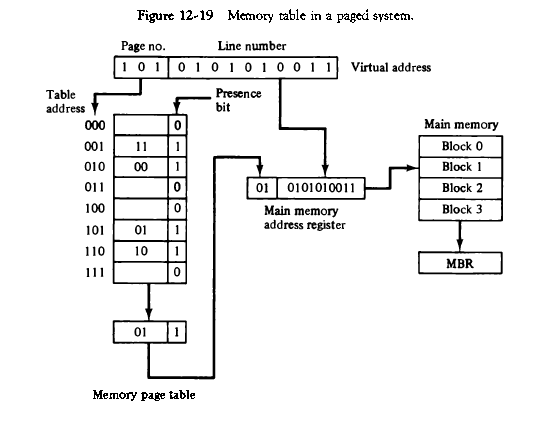 Figure 12-19 Memory table in a paged system.
Page no. Line number
1 0 1 0 1 0 1 0 1 0 0 1 1 Virtual address
Table
address
Presence
bit
000 0
001 11 1
010 00 1
011 0
100 0
101 01 1
110 10 1
111 0
01 1
Memory page table
01 0101010011
Main memory
address register
Main memory
Block 0
Block 1
Block 2
Block 3
MBR